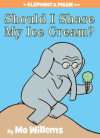 AN ELEPHANT & PIGGIE BOOK
Should I Share
My Ice Cream?
By Mo Willems